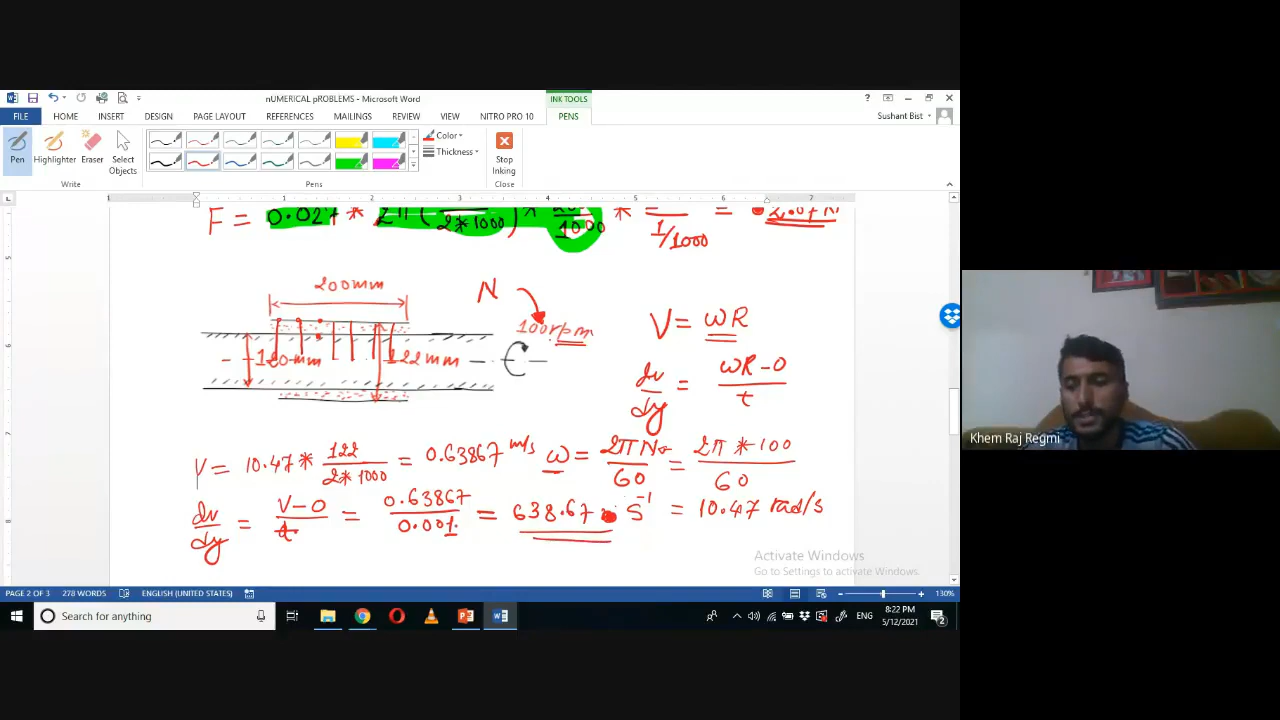 nUMERICAL pROBLEMS - Microsoft Word
INK TOOLS
FILE HOME INSERT DESIGN PAGE LAYOUT REFERENCES MAILINGS REVIEW VIEW NITRO PRO 10 PENS
Sushant Bist
Pen Highlighter Eraser Select Objects
Color
Thickness
Stop Inking
Write Pens Close
F = 0.027 * 2π ( / 2*1000 ) * / 1000 * / 1/1000 =
200mm
N
100rpm
120mm
122mm
V = ωR
dv/dy = ωR-0 / t
V = 10.47 * 122 / 2*1000 = 0.63867 m/s
ω = 2πN / 60 = 2π*100 / 60
dv/dy = V-0 / t = 0.63867 / 0.001 = 638.67 S⁻¹
= 10.47 rad/s
Khem Raj Regmi
Activate Windows
Go to Settings to activate Windows.
PAGE 2 OF 3 278 WORDS ENGLISH (UNITED STATES) 130%
Search for anything
ENG
8:22 PM
5/12/2021